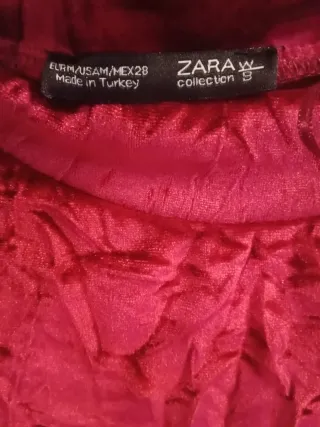 EUR M/USA M/MEX 28
Made in Turkey
ZARA W&B
collection